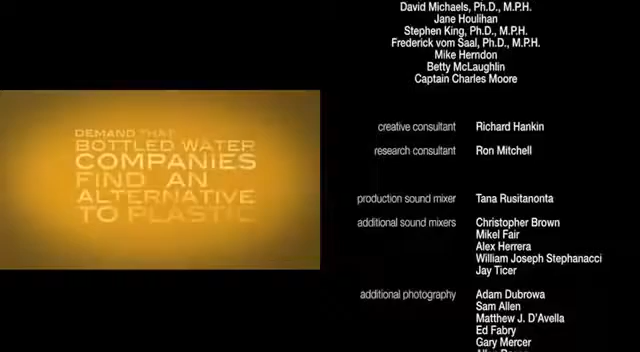 DEMAND THAT
BOTTLED WATER
COMPANIES
FIND AN
ALTERNATIVE
TO PLASTIC
David Michaels, Ph.D., M.P.H.
Jane Houlihan
Stephen King, Ph.D., M.P.H.
Frederick vom Saal, Ph.D., M.P.H.
Mike Herndon
Betty McLaughlin
Captain Charles Moore
creative consultant Richard Hankin
research consultant Ron Mitchell
production sound mixer Tana Rusitanonta
additional sound mixers Christopher Brown
Mikel Fair
Alex Herrera
William Joseph Stephanacci
Jay Ticer
additional photography Adam Dubrowa
Sam Allen
Matthew J. D'Avella
Ed Fabry
Gary Mercer